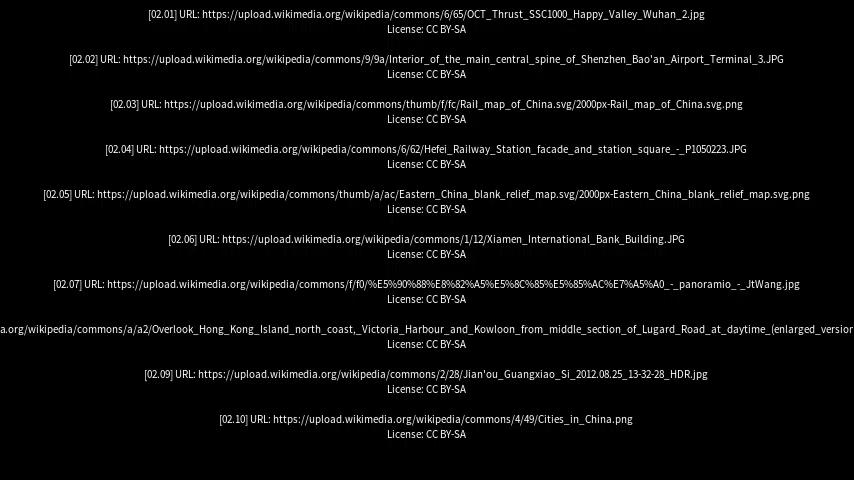 [02.01] URL: https://upload.wikimedia.org/wikipedia/commons/6/65/OCT_Thrust_SSC1000_Happy_Valley_Wuhan_2.jpg
License: CC BY-SA
[02.02] URL: https://upload.wikimedia.org/wikipedia/commons/9/9a/Interior_of_the_main_central_spine_of_Shenzhen_Bao'an_Airport_Terminal_3.JPG
License: CC BY-SA
[02.03] URL: https://upload.wikimedia.org/wikipedia/commons/thumb/f/fc/Rail_map_of_China.svg/2000px-Rail_map_of_China.svg.png
License: CC BY-SA
[02.04] URL: https://upload.wikimedia.org/wikipedia/commons/6/62/Hefei_Railway_Station_facade_and_station_square_-_P1050223.JPG
License: CC BY-SA
[02.05] URL: https://upload.wikimedia.org/wikipedia/commons/thumb/a/ac/Eastern_China_blank_relief_map.svg/2000px-Eastern_China_blank_relief_map.svg.png
License: CC BY-SA
[02.06] URL: https://upload.wikimedia.org/wikipedia/commons/1/12/Xiamen_International_Bank_Building.JPG
License: CC BY-SA
[02.07] URL: https://upload.wikimedia.org/wikipedia/commons/f/f0/%E5%90%88%E8%82%A5%E5%8C%85%E5%85%AC%E7%A5%A0_-_panoramio_-_JtWang.jpg
License: CC BY-SA
a.org/wikipedia/commons/a/a2/Overlook_Hong_Kong_Island_north_coast,_Victoria_Harbour_and_Kowloon_from_middle_section_of_Lugard_Road_at_daytime_(enlarged_version
License: CC BY-SA
[02.09] URL: https://upload.wikimedia.org/wikipedia/commons/2/28/Jian'ou_Guangxiao_Si_2012.08.25_13-32-28_HDR.jpg
License: CC BY-SA
[02.10] URL: https://upload.wikimedia.org/wikipedia/commons/4/49/Cities_in_China.png
License: CC BY-SA